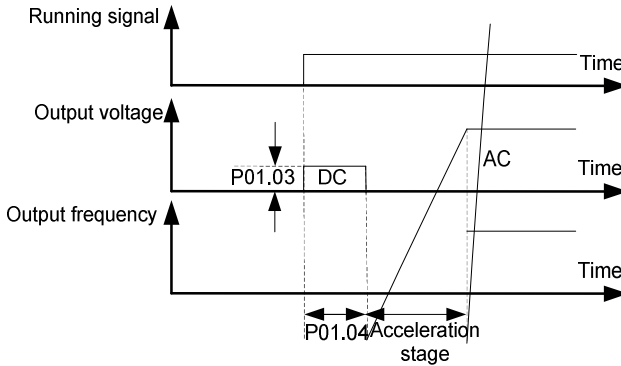 Running signal
Time
Output voltage
AC
P01.03
DC
Time
Output frequency
Time
P01.04
Acceleration
stage